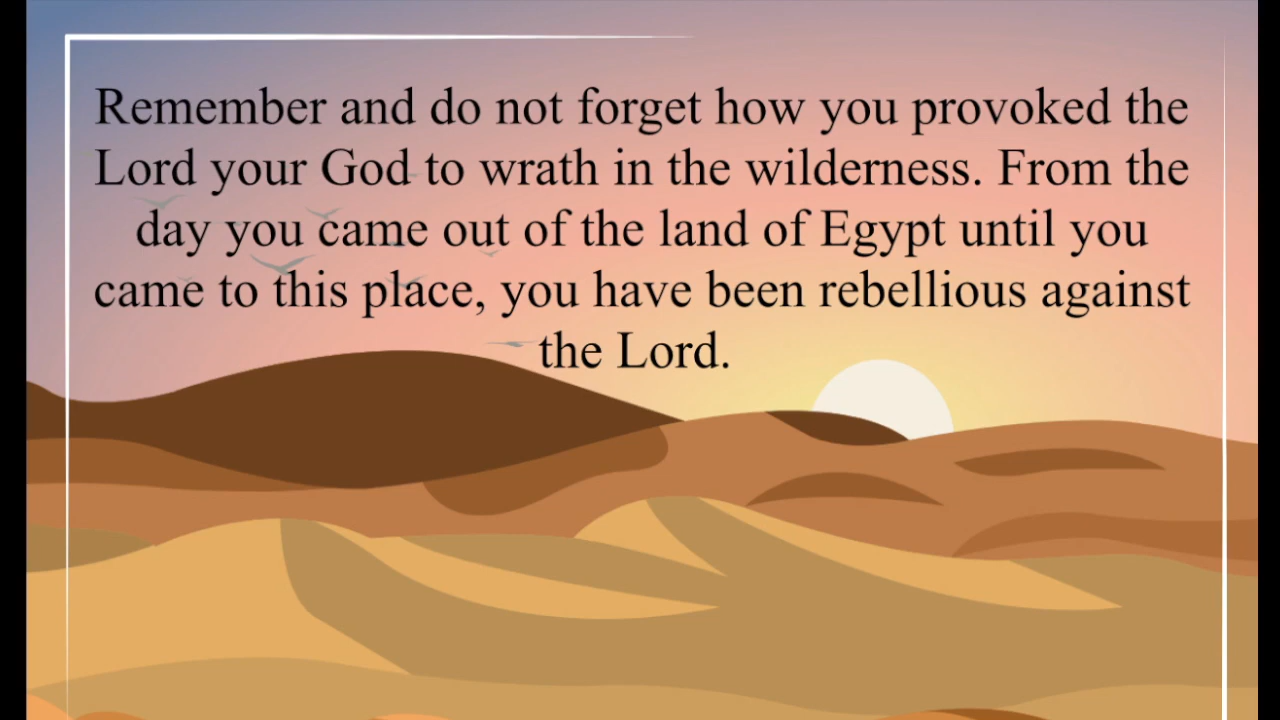 Remember and do not forget how you provoked the
Lord your God to wrath in the wilderness. From the
day you came out of the land of Egypt until you
came to this place, you have been rebellious against
the Lord.